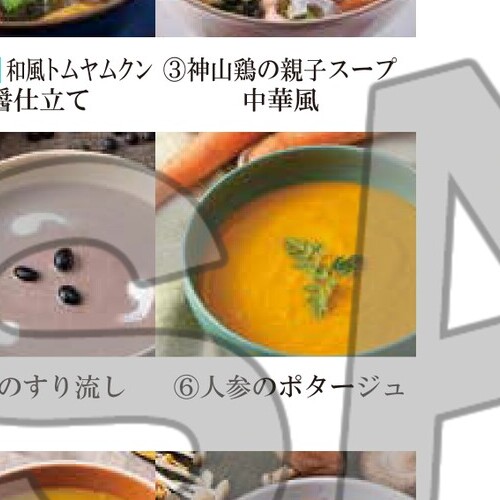 和風トムヤムクン
醤仕立て
③神山鶏の親子スープ
中華風
のすり流し
⑥人参のポタージュ